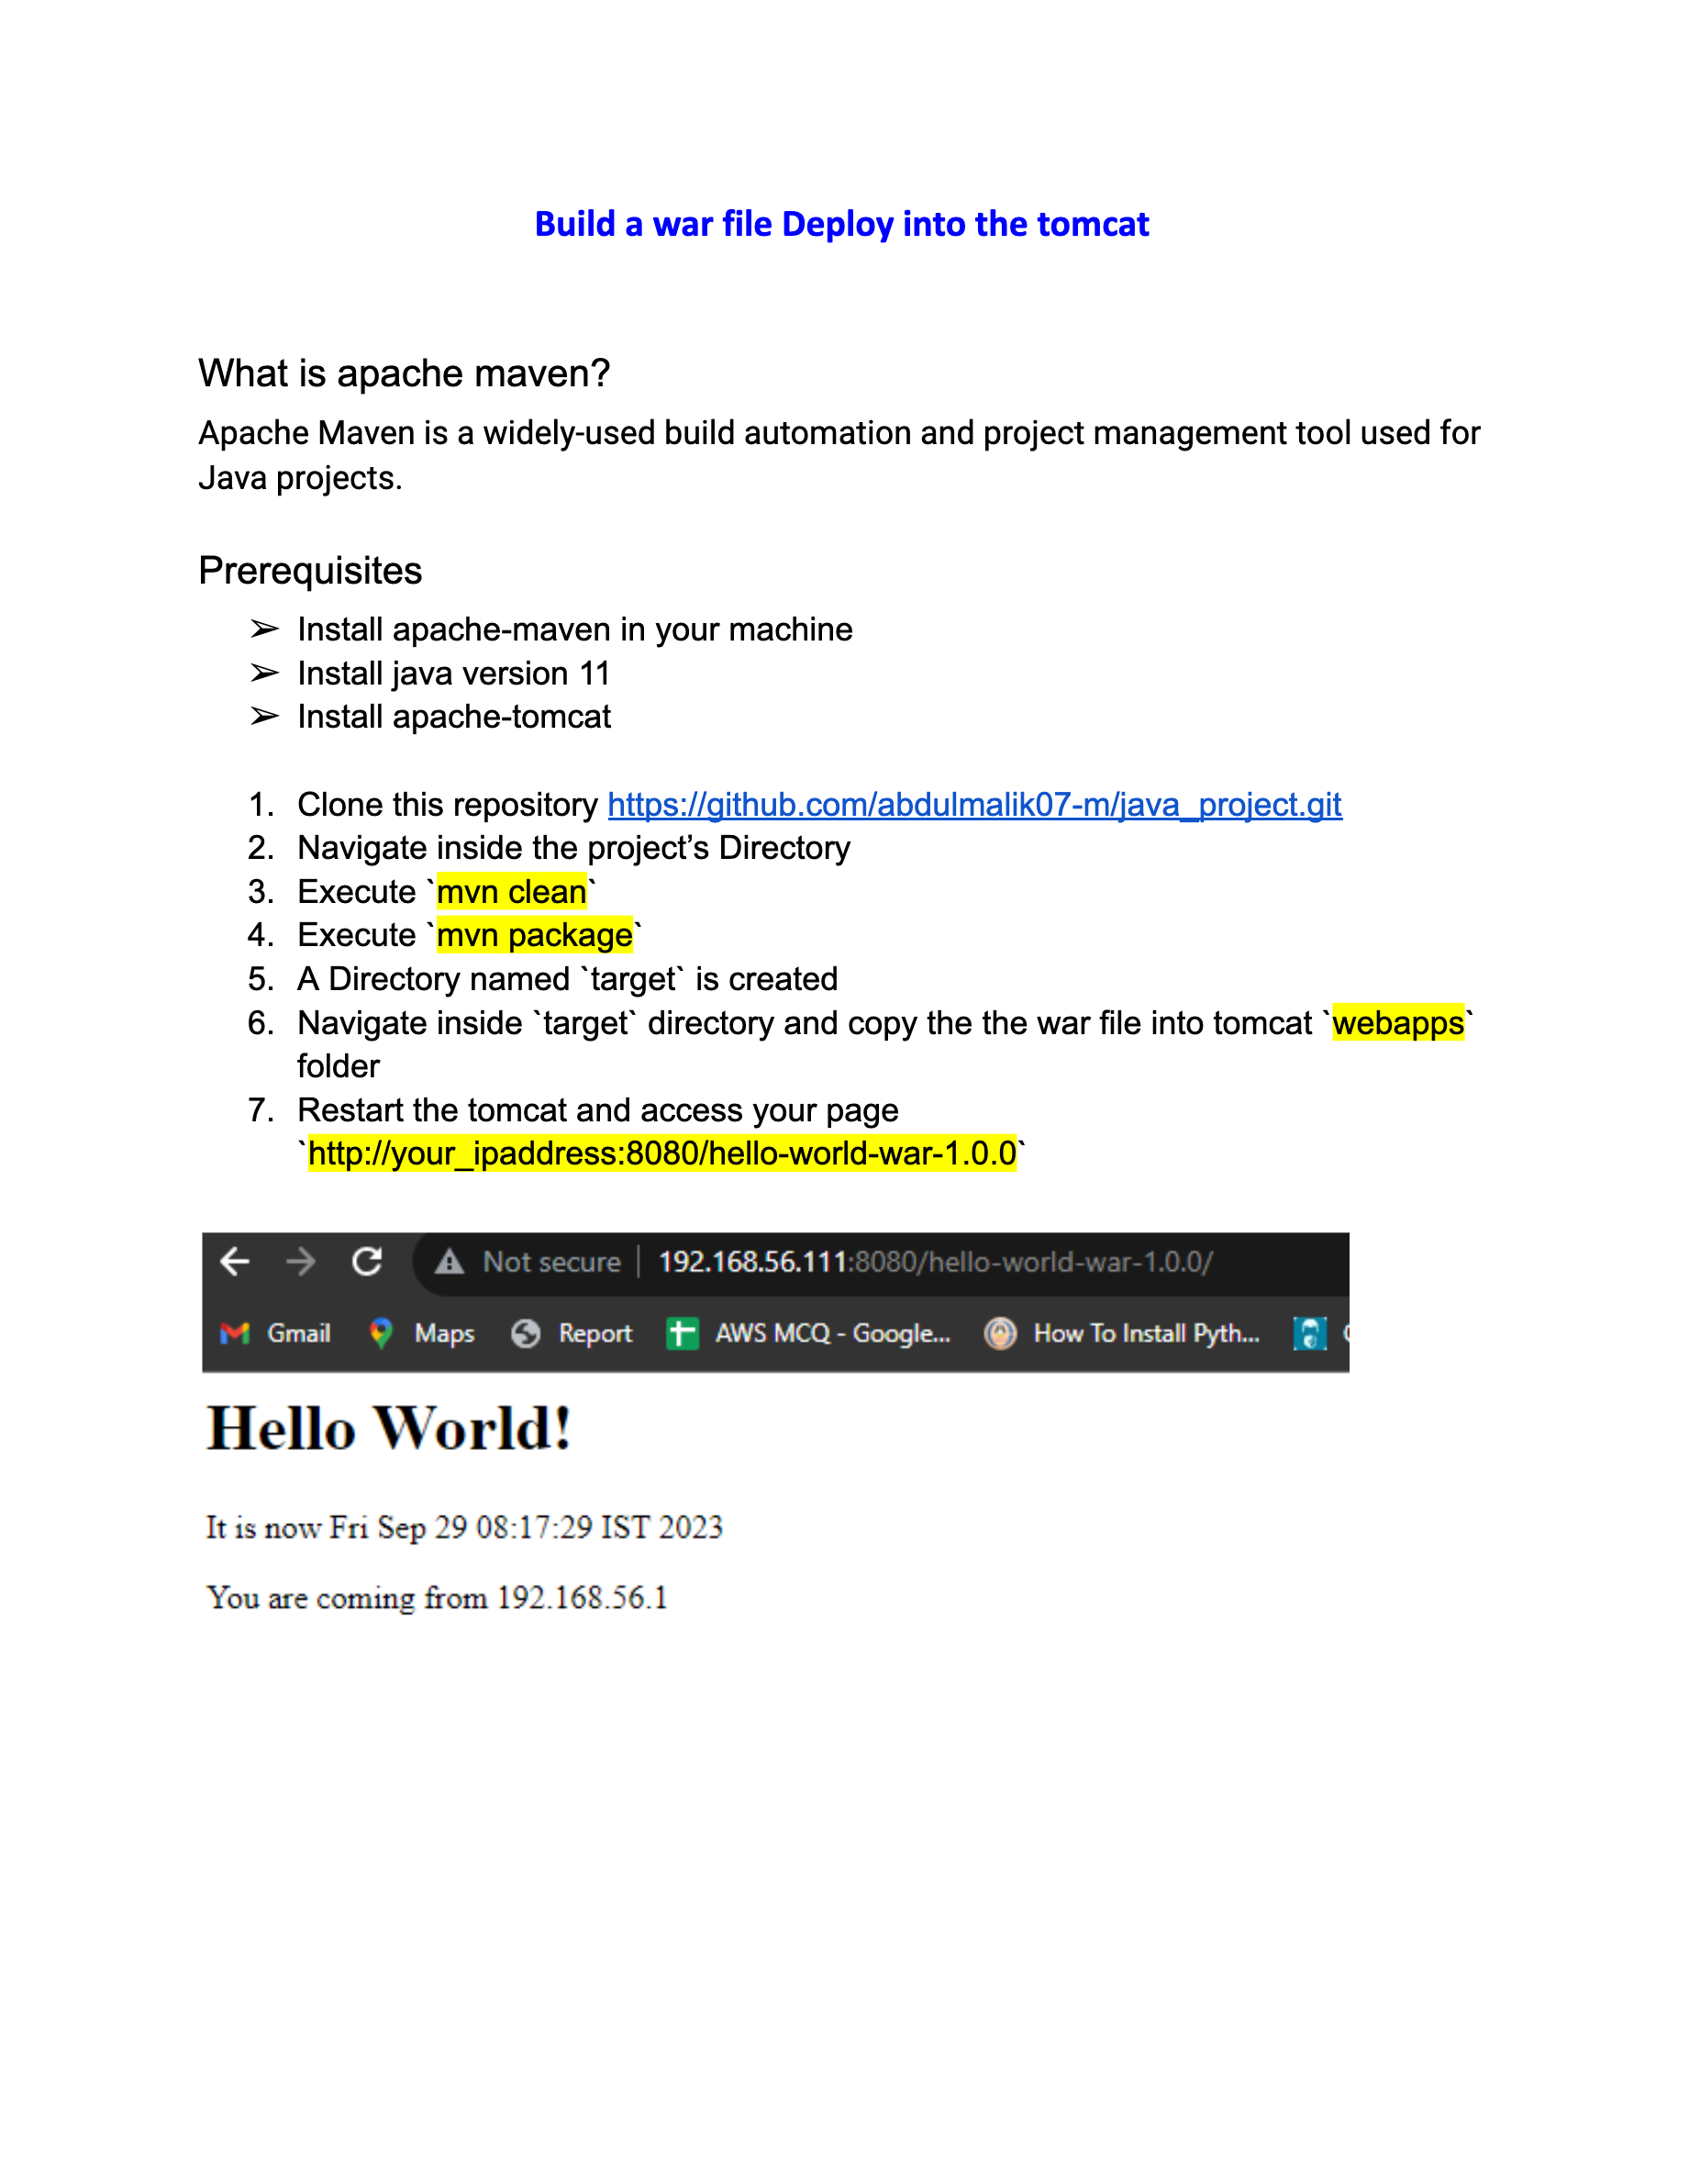 Build a war file Deploy into the tomcat
What is apache maven?
Apache Maven is a widely-used build automation and project management tool used for
Java projects.
Prerequisites
➢ Install apache-maven in your machine
➢ Install java version 11
➢ Install apache-tomcat
1. Clone this repository https://github.com/abdulmalik07-m/java_project.git
2. Navigate inside the project’s Directory
3. Execute `mvn clean`
4. Execute `mvn package`
5. A Directory named `target` is created
6. Navigate inside `target` directory and copy the the war file into tomcat `webapps`
folder
7. Restart the tomcat and access your page
`http://your_ipaddress:8080/hello-world-war-1.0.0`
Not secure 192.168.56.111:8080/hello-world-war-1.0.0/
Gmail Maps Report AWS MCQ - Google... How To Install Pyth...
Hello World!
It is now Fri Sep 29 08:17:29 IST 2023
You are coming from 192.168.56.1